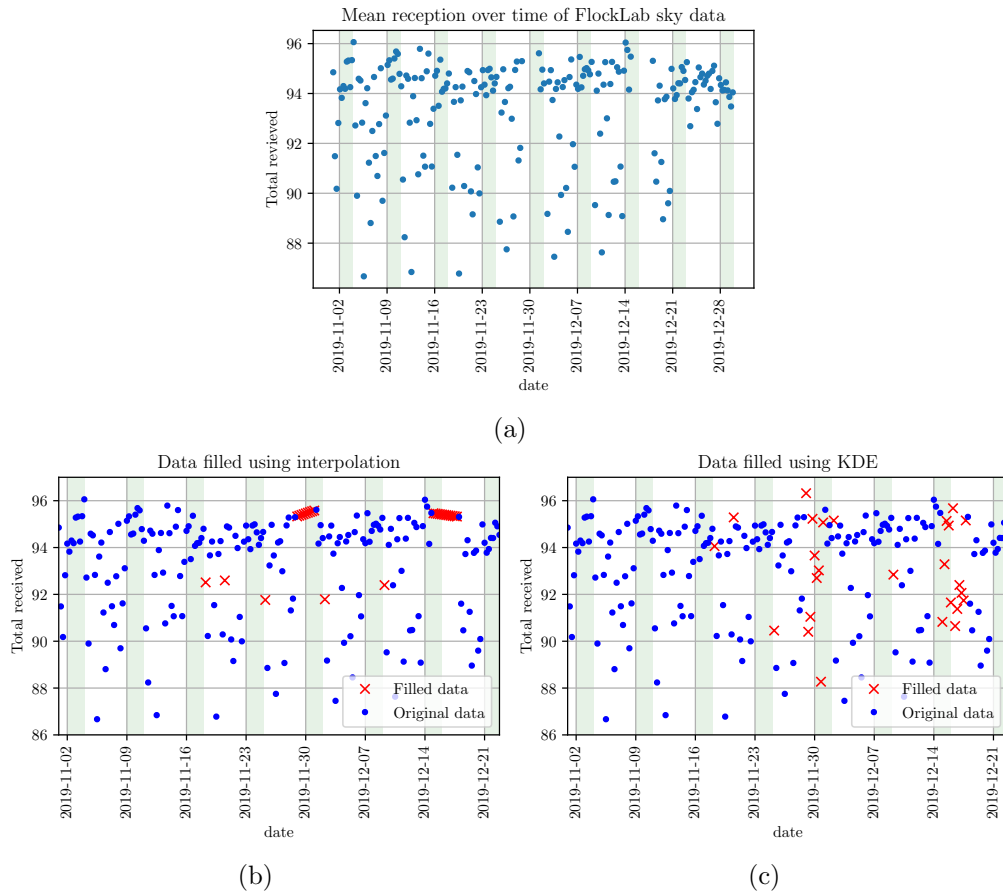 Mean reception over time of FlockLab sky data
Total revieved
96
94
92
90
88
2019-11-02
2019-11-09
2019-11-16
2019-11-23
2019-11-30
2019-12-07
2019-12-14
2019-12-21
2019-12-28
date
(a)
Data filled using interpolation
Total received
96
94
92
90
88
86
Filled data
Original data
2019-11-02
2019-11-09
2019-11-16
2019-11-23
2019-11-30
2019-12-07
2019-12-14
2019-12-21
date
(b)
Data filled using KDE
Total received
96
94
92
90
88
86
Filled data
Original data
2019-11-02
2019-11-09
2019-11-16
2019-11-23
2019-11-30
2019-12-07
2019-12-14
2019-12-21
date
(c)